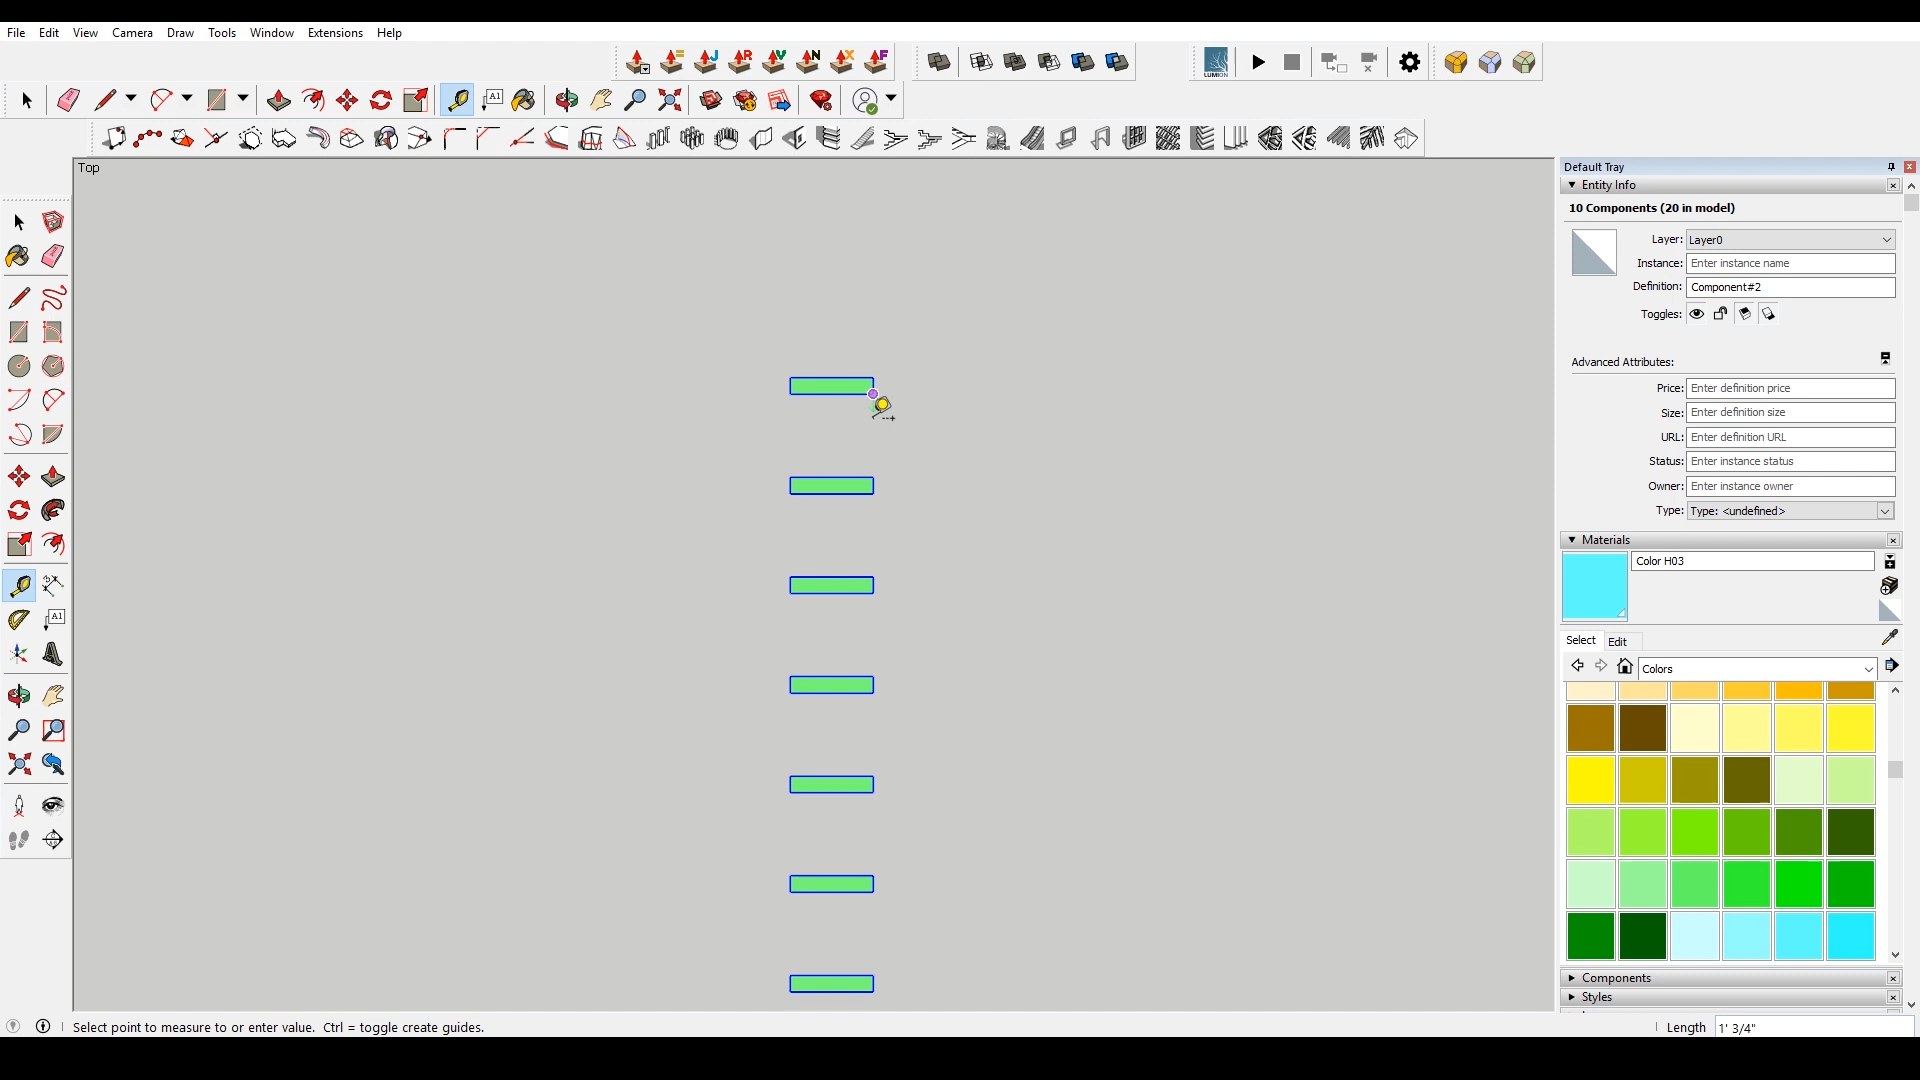 File Edit View Camera Draw Tools Window Extensions Help
J R V N X F
LUMION
A1
Top
Default Tray
Entity Info
10 Components (20 in model)
Layer: Layer0
Instance: Enter instance name
Definition: Component#2
Toggles:
Advanced Attributes:
Price: Enter definition price
Size: Enter definition size
URL: Enter definition URL
Status: Enter instance status
Owner: Enter instance owner
Type: Type: <undefined>
Materials
Color H03
Select Edit
Colors
A1
Components
Styles
Select point to measure to or enter value. Ctrl = toggle create guides.
Length 1' 3/4"